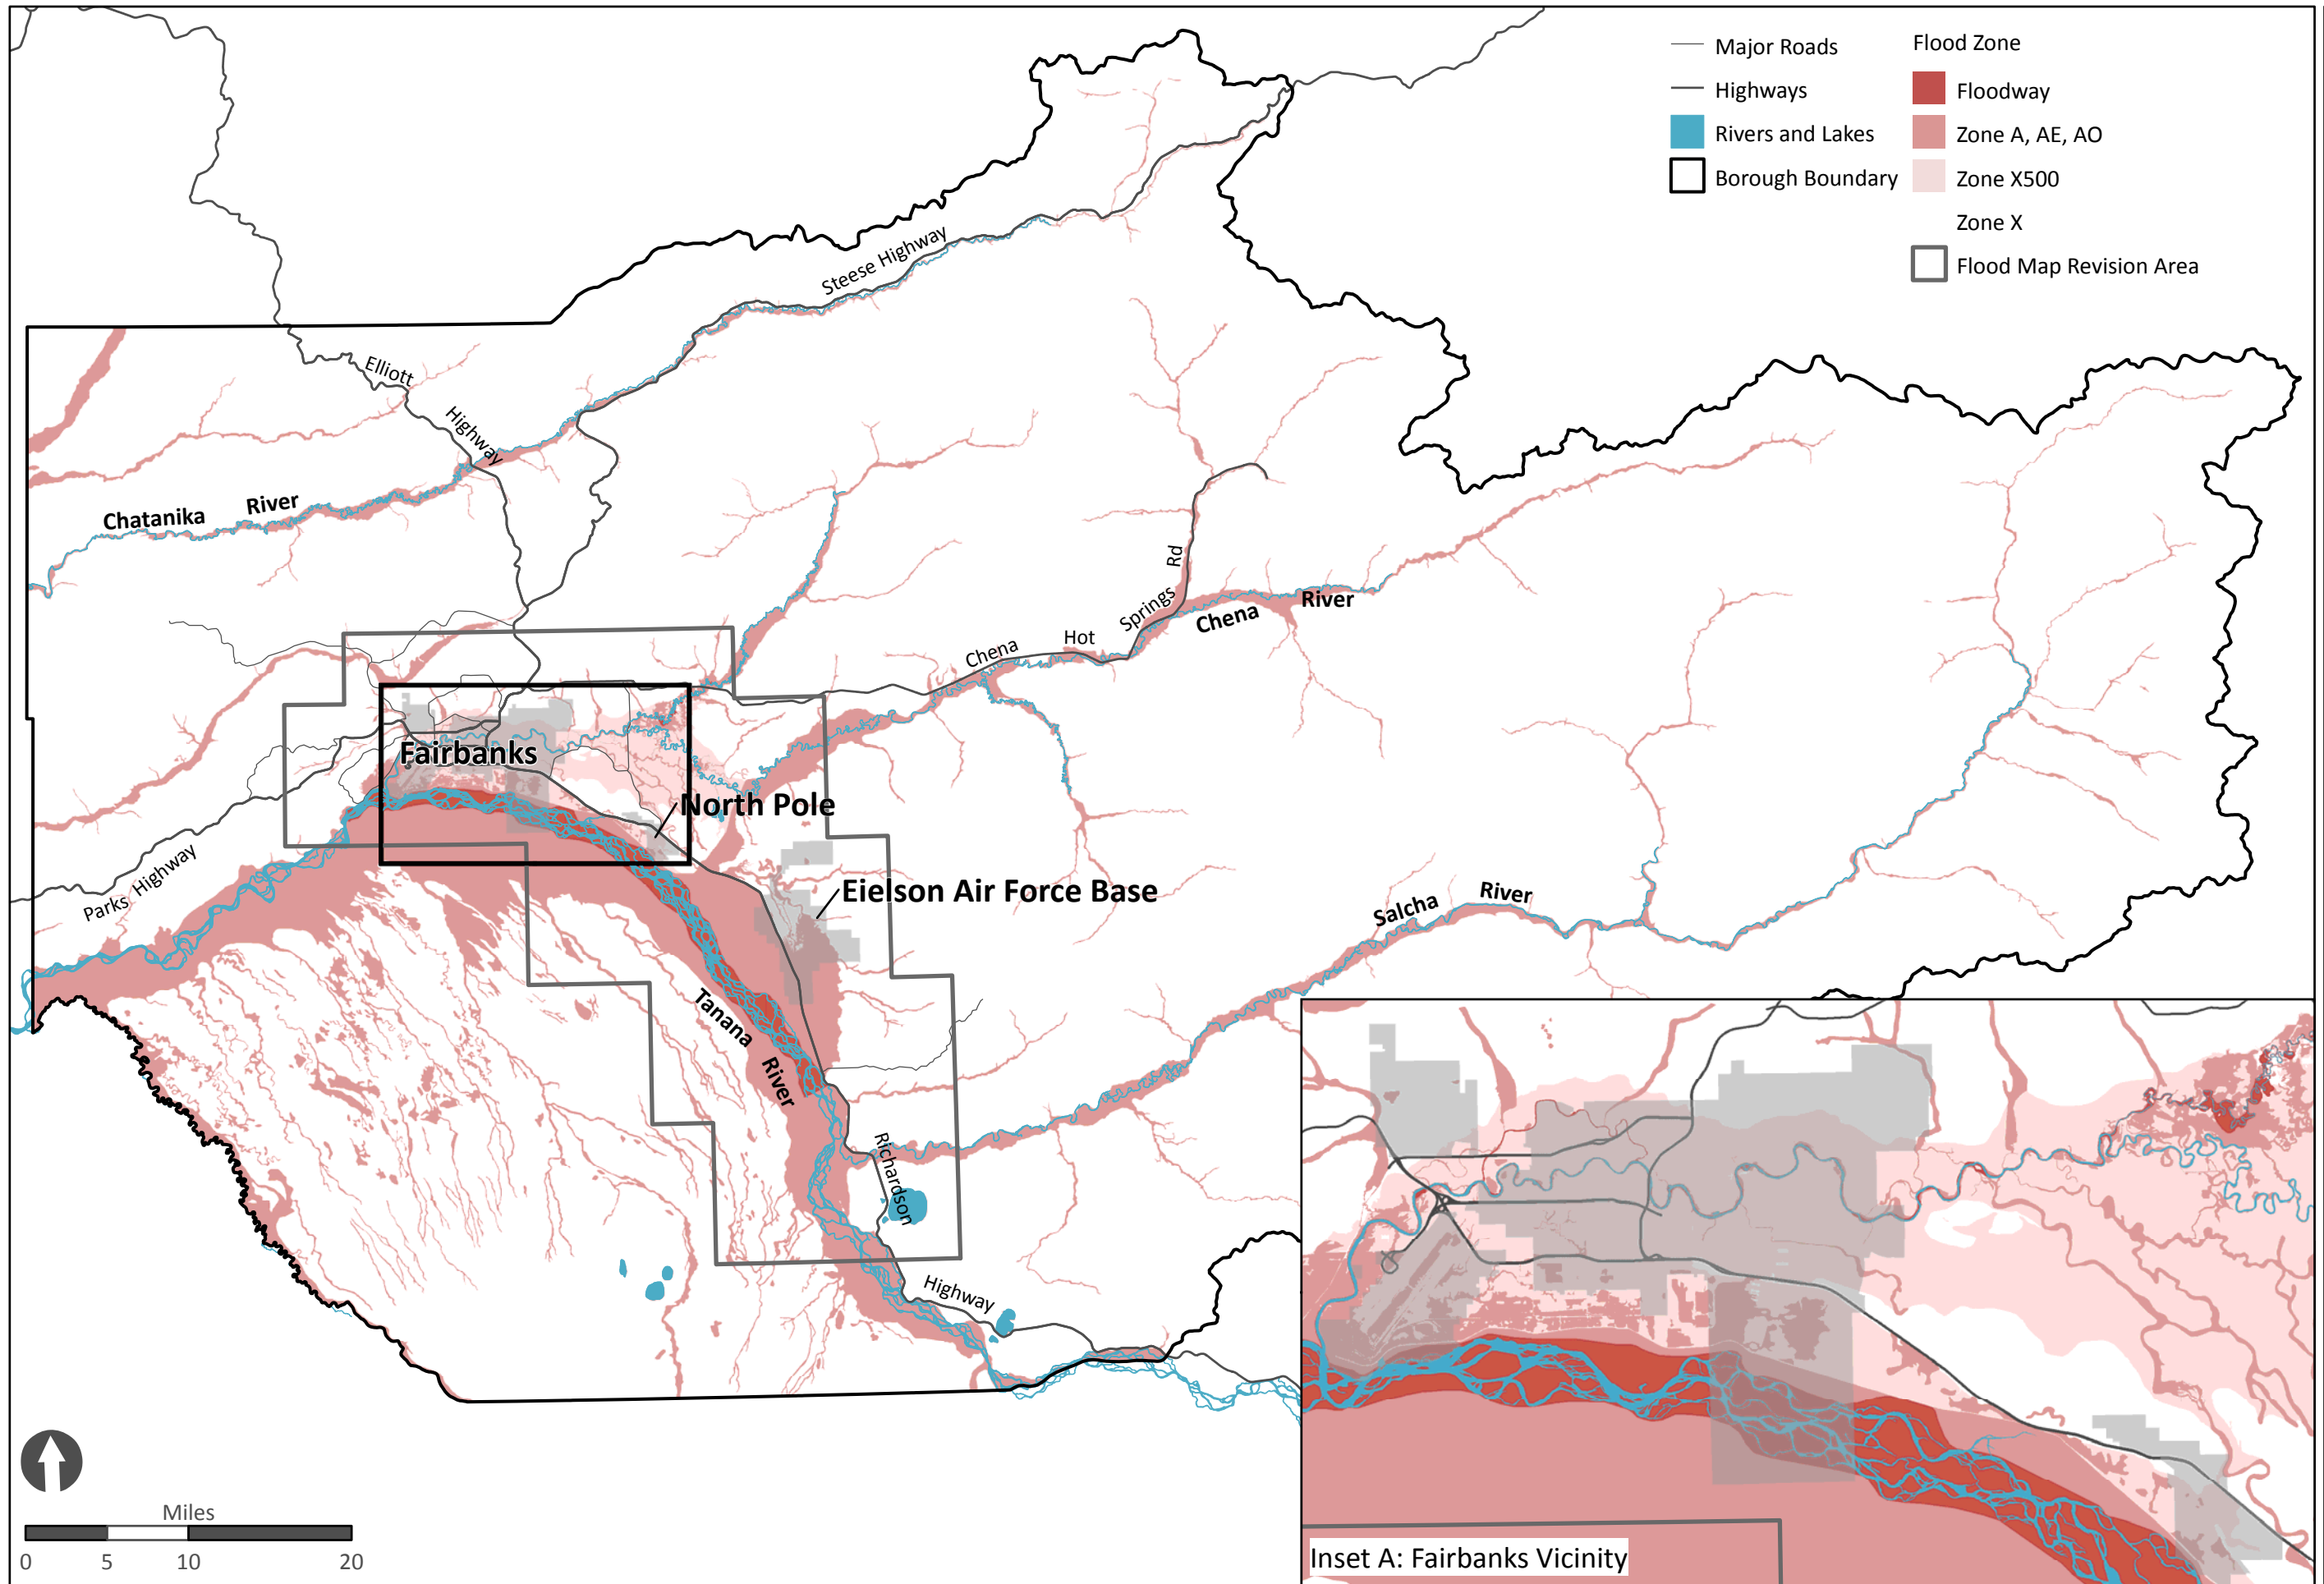 Major Roads
Highways
Rivers and Lakes
Borough Boundary
Flood Zone
Floodway
Zone A, AE, AO
Zone X500
Zone X
Flood Map Revision Area
Steese Highway
Elliott
Highway
Chatanika River
Springs Rd
Chena Hot
Chena River
Fairbanks
North Pole
Parks Highway
Eielson Air Force Base
Salcha River
Tanana River
Richardson
Highway
Miles
0 5 10 20
Inset A: Fairbanks Vicinity